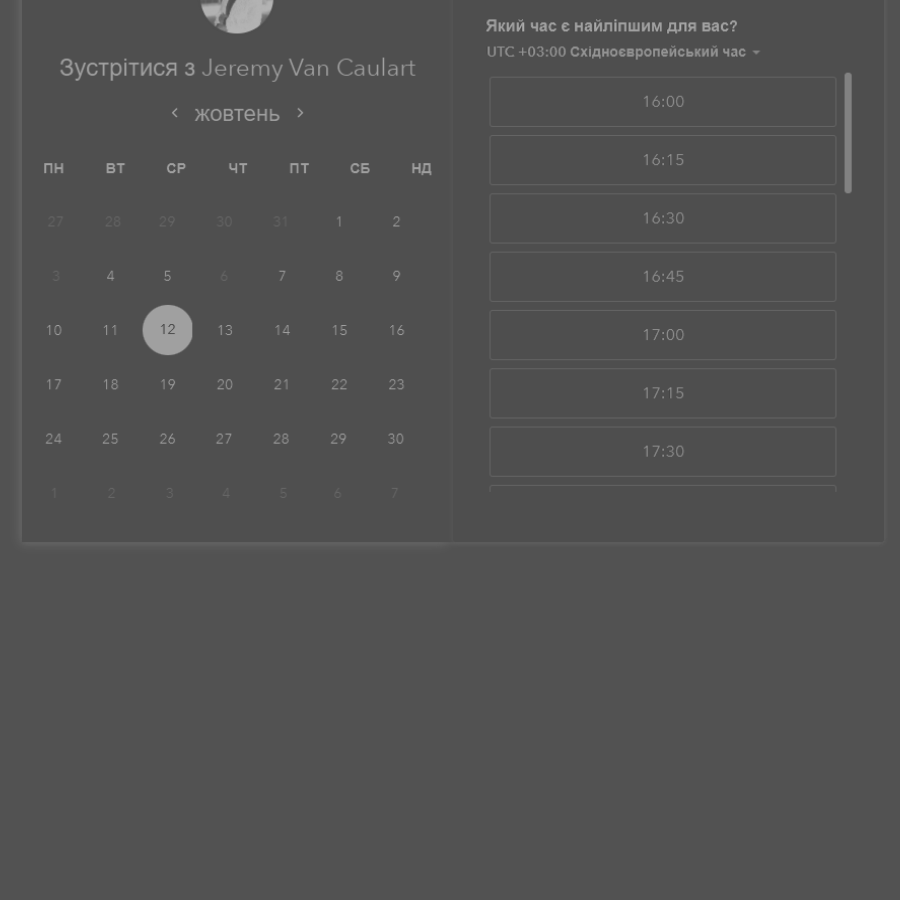 Зустрітися з Jeremy Van Caulart
‹ жовтень ›
ПН ВТ СР ЧТ ПТ СБ НД
27 28 29 30 31 1 2
3 4 5 6 7 8 9
10 11 12 13 14 15 16
17 18 19 20 21 22 23
24 25 26 27 28 29 30
1 2 3 4 5 6 7
Який час є найліпшим для вас?
UTC +03:00 Східноєвропейський час
16:00
16:15
16:30
16:45
17:00
17:15
17:30